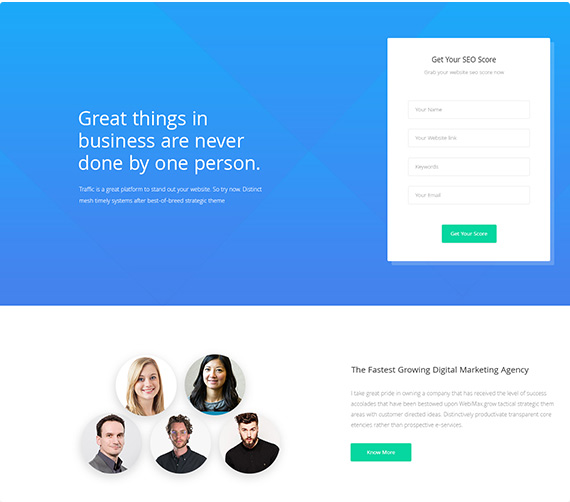 Great things in
business are never
done by one person.
Traffic is a great platform to stand out your website. So try now. Distinct
mesh timely systems after best-of-breed strategic theme
Get Your SEO Score
Grab your website seo score now
Your Name
Your Website link
Keywords
Your Email
Get Your Score
The Fastest Growing Digital Marketing Agency
I take great pride in owning a company that has received the level of success
accolades that have been bestowed upon WebMax.grow tactical strategic them
areas with customer directed ideas. Distinctively productivate transparent core
etencies rather than prospective e-services.
Know More